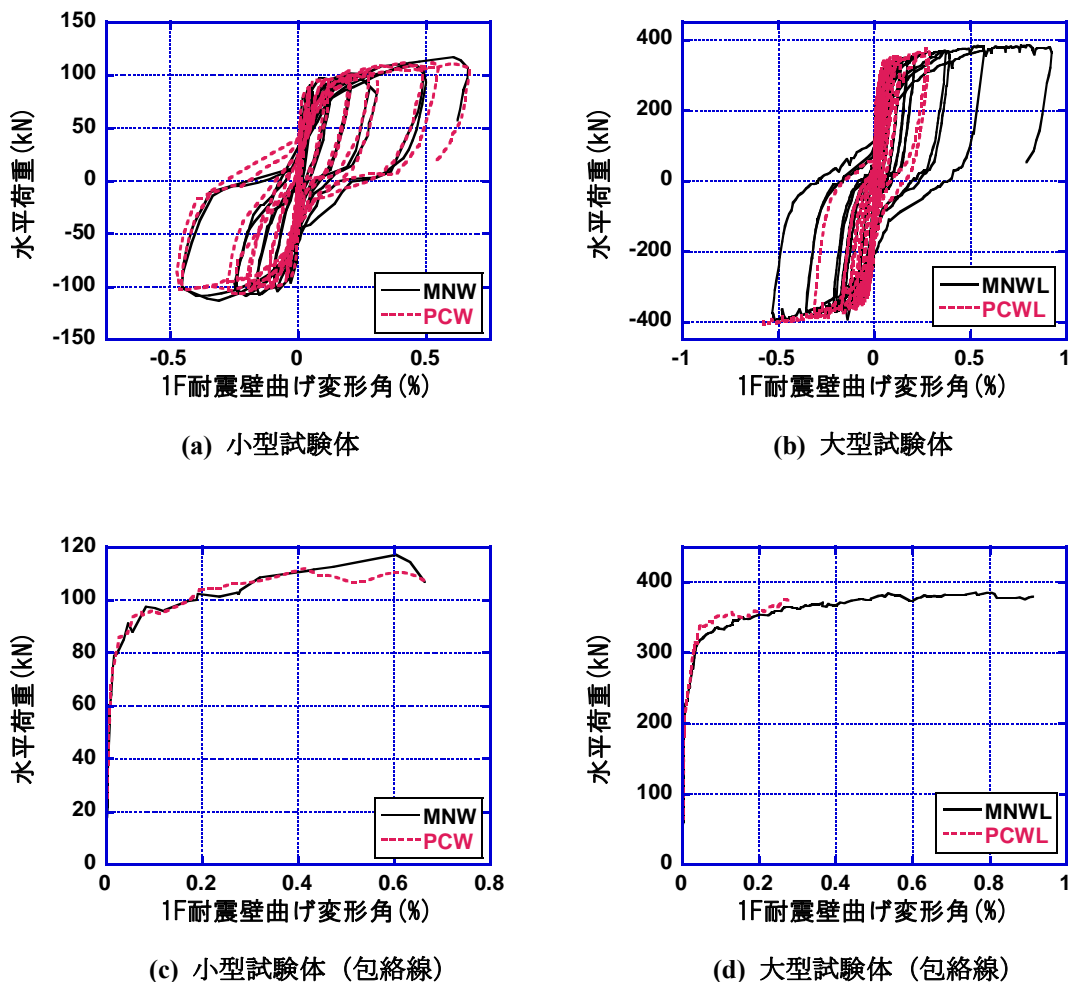 150
100
50
0
-50
-100
-150
水平荷重(kN)
-0.5
0
0.5
1F耐震壁曲げ変形角(%)
MNW
PCW
(a) 小型試験体
400
200
0
-200
-400
水平荷重(kN)
-1
-0.5
0
0.5
1
1F耐震壁曲げ変形角(%)
MNWL
PCWL
(b) 大型試験体
120
100
80
60
40
20
0
水平荷重(kN)
0
0.2
0.4
0.6
0.8
1F耐震壁曲げ変形角(%)
MNW
PCW
(c) 小型試験体 (包絡線)
400
300
200
100
0
水平荷重(kN)
0
0.2
0.4
0.6
0.8
1
1F耐震壁曲げ変形角(%)
MNWL
PCWL
(d) 大型試験体 (包絡線)